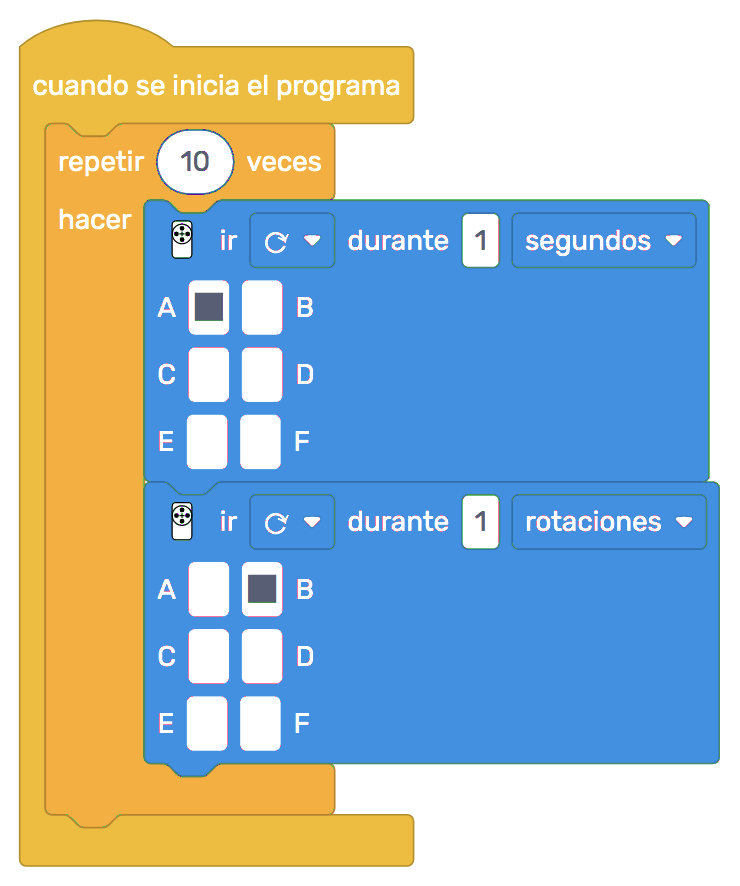 cuando se inicia el programa
repetir 10 veces
hacer
ir durante 1 segundos
A B
C D
E F
ir durante 1 rotaciones
A B
C D
E F